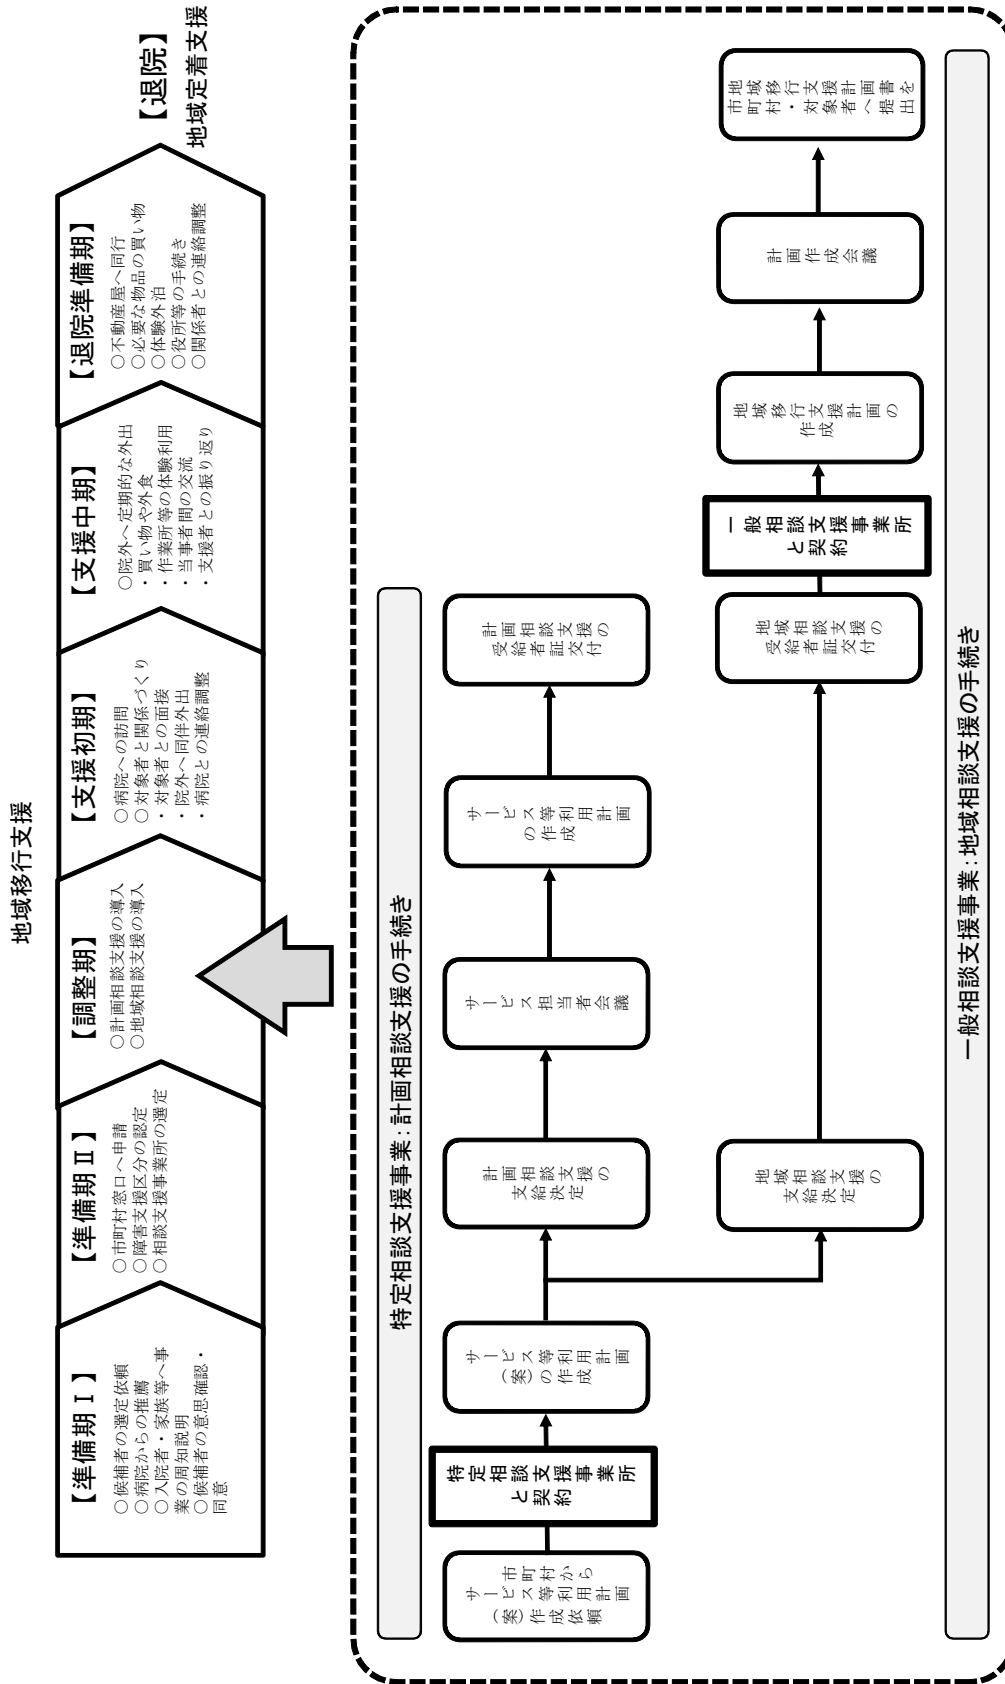 地域移行支援
【準備期Ⅰ】
○候補者の選定依頼
○病院からの推薦
○入院者・家族等へ事
業の周知説明
○候補者の意思確認・
同意
【準備期Ⅱ】
○市町村窓口へ申請
○障害支援区分の認定
○相談支援事業所の選定
【調整期】
○計画相談支援の導入
○地域相談支援の導入
【支援初期】
○病院への訪問
○対象者と関係づくり
・対象者との面接
・院外へ同伴外出
・病院との連絡調整
【支援中期】
○院外へ定期的な外出
・買い物や外食
・作業所等の体験利用
・当事者間の交流
・支援者との振り返り
【退院準備期】
○不動産屋へ同行
○必要な物品の買い物
○体験外泊
○役所等の手続き
○関係者との連絡調整
【退院】
地域定着支援
特定相談支援事業:計画相談支援の手続き
市町村から
サービス等利用計画
(案)作成依頼
特定相談支援事業所
と契約
サービス等利用計画
(案)の作成
計画相談支援の
支給決定
サービス担当者会議
サービス等利用計画
の作成
計画相談支援の
受給者証交付
地域相談支援の
支給決定
地域相談支援の
受給者証交付
一般相談支援事業所
と契約
地域移行支援計画の
作成
計画作成会議
地域移行支援計画書を
市町村・対象者へ提出
一般相談支援事業:地域相談支援の手続き